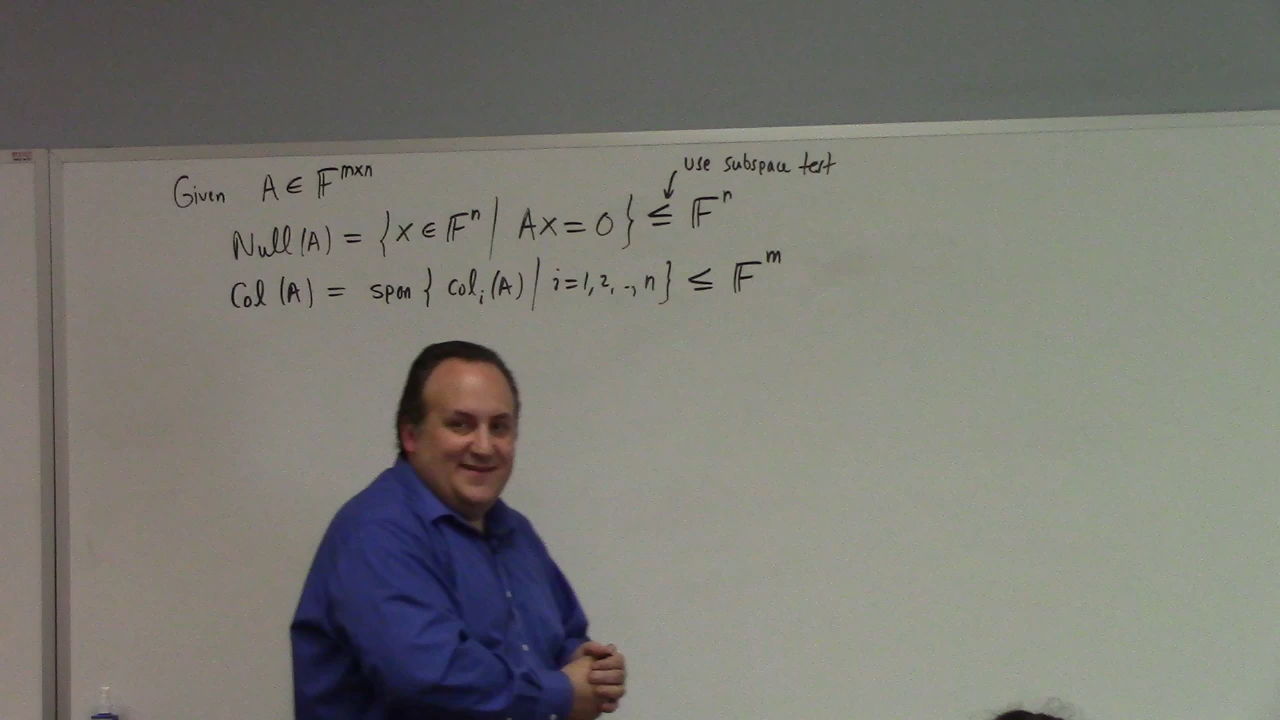 use subspace test
Given A ∈ 𝔽^{m×n}
Null(A) = {x ∈ 𝔽^n | Ax = 0} ≤ 𝔽^n
Col(A) = span{ col_i(A) | i=1,2,..,n} ≤ 𝔽^m